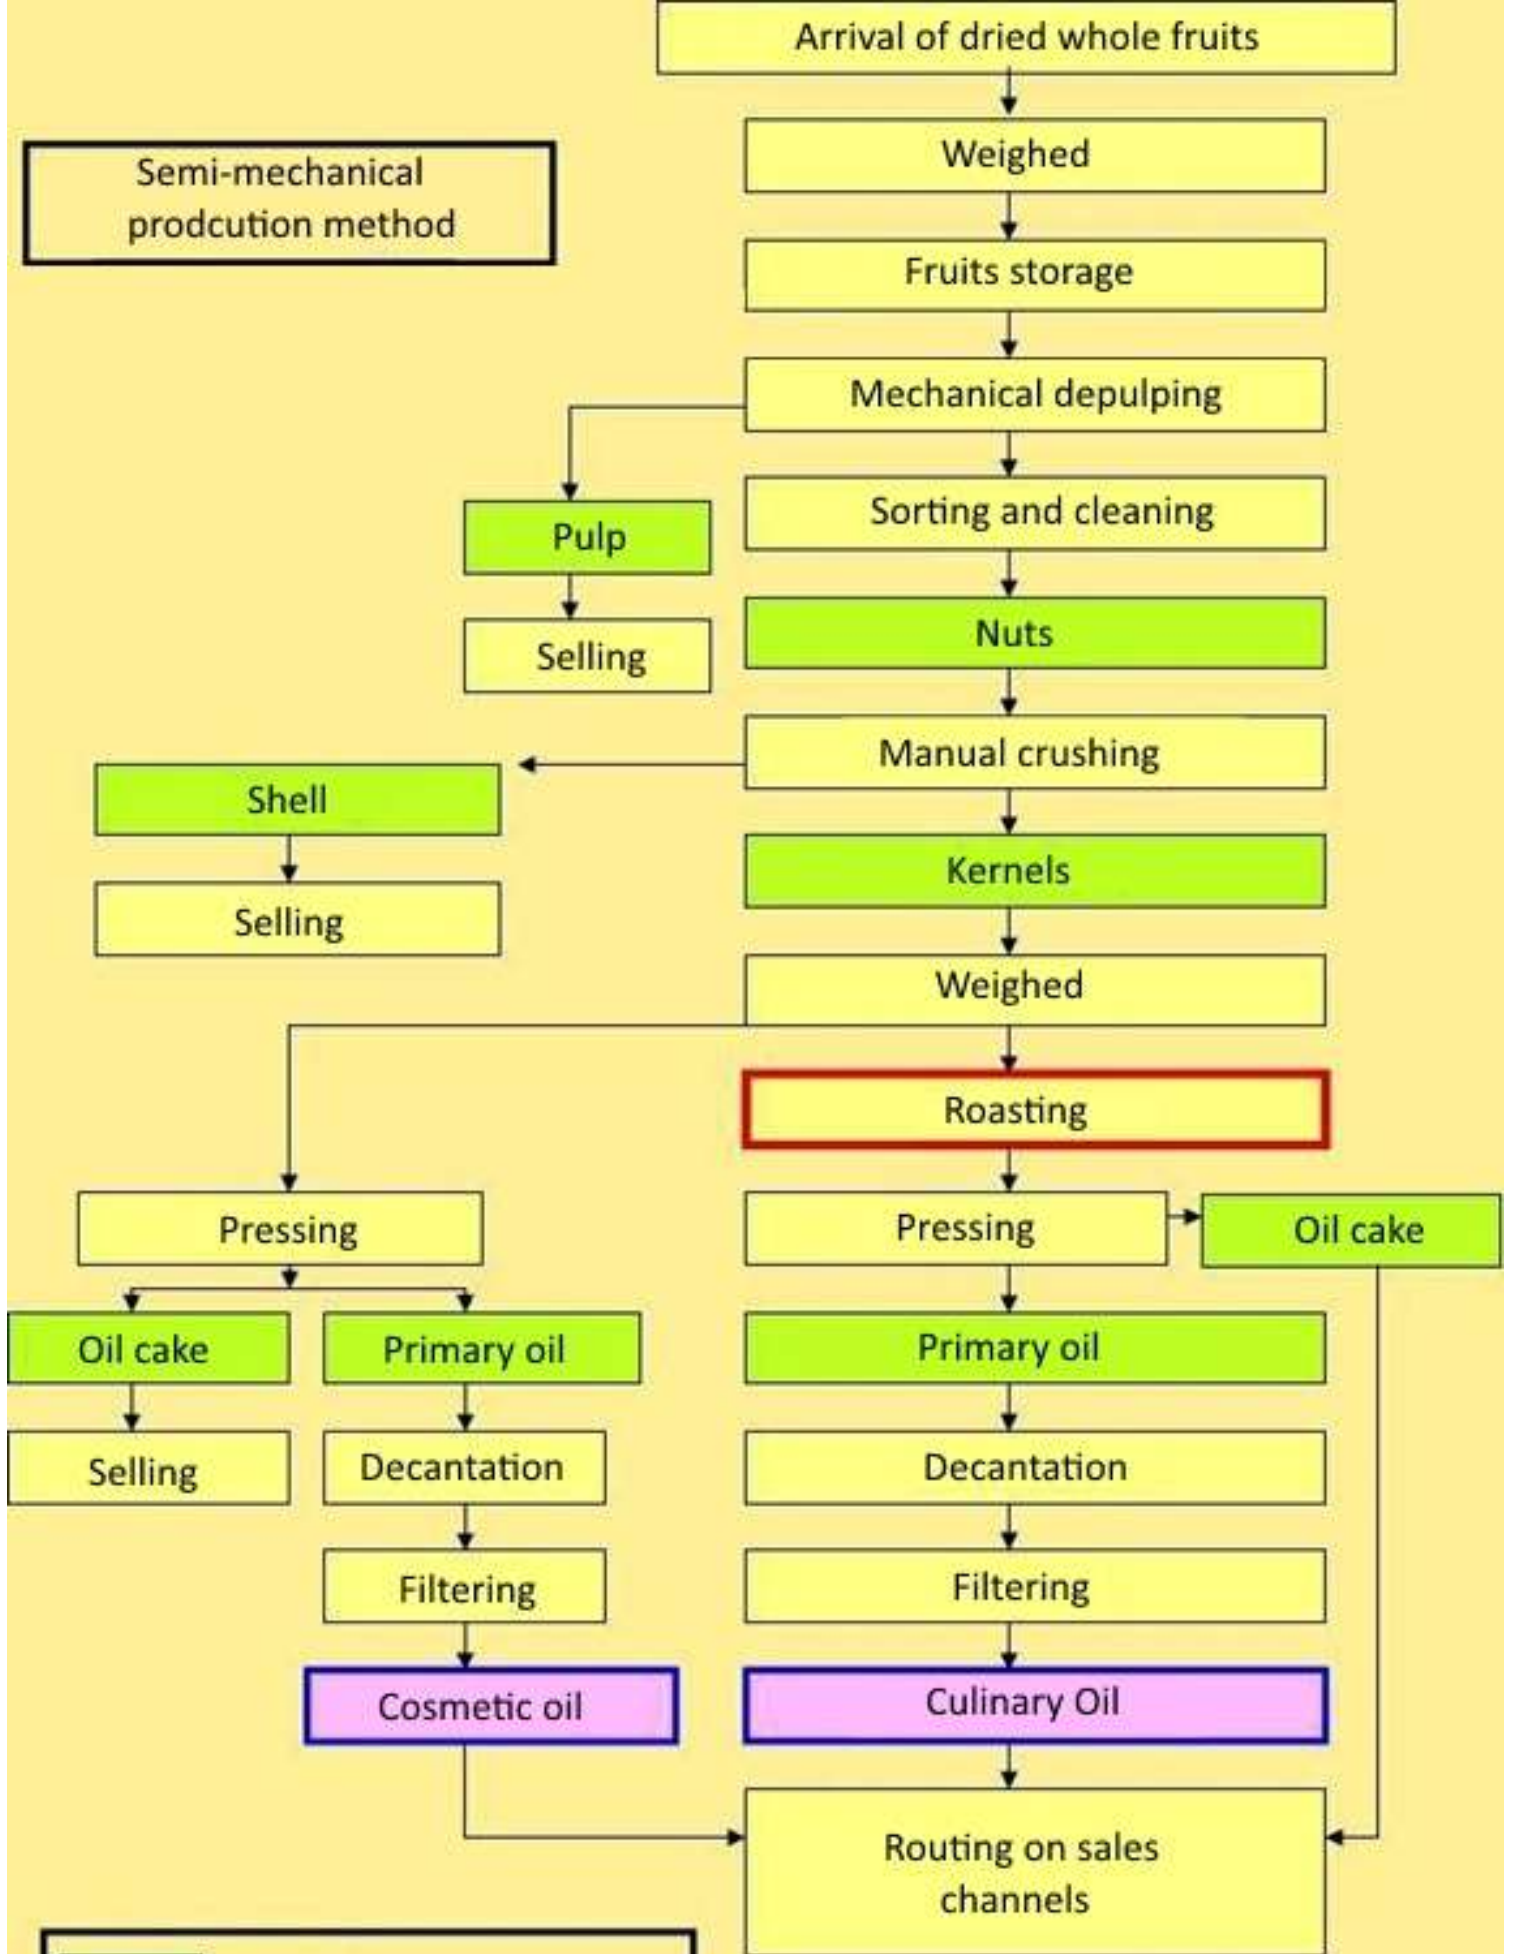 Arrival of dried whole fruits
Weighed
Semi-mechanical
prodcution method
Fruits storage
Mechanical depulping
Sorting and cleaning
Pulp
Nuts
Selling
Manual crushing
Shell
Kernels
Selling
Weighed
Roasting
Pressing
Pressing
Oil cake
Oil cake
Primary oil
Primary oil
Selling
Decantation
Decantation
Filtering
Filtering
Cosmetic oil
Culinary Oil
Routing on sales
channels